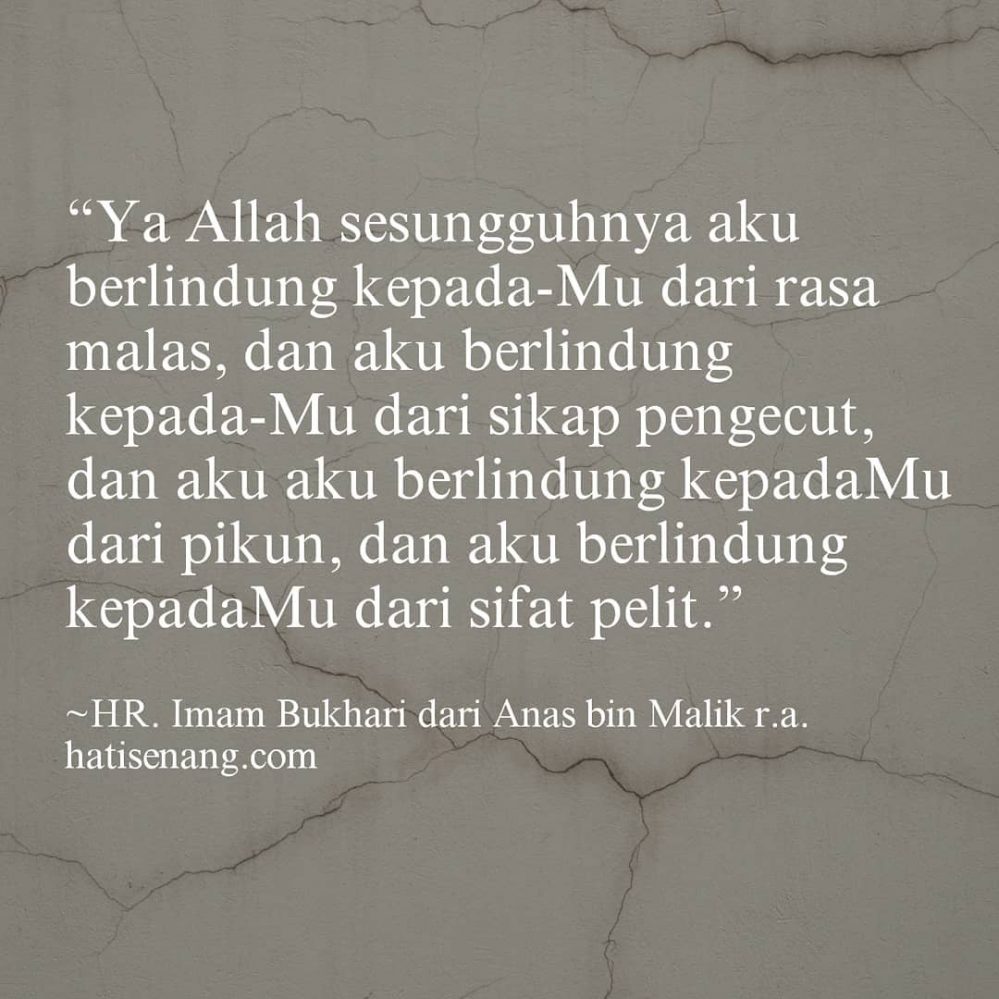 “Ya Allah sesungguhnya aku
berlindung kepada-Mu dari rasa
malas, dan aku berlindung
kepada-Mu dari sikap pengecut,
dan aku aku berlindung kepadaMu
dari pikun, dan aku berlindung
kepadaMu dari sifat pelit.”
~HR. Imam Bukhari dari Anas bin Malik r.a.
hatisenang.com